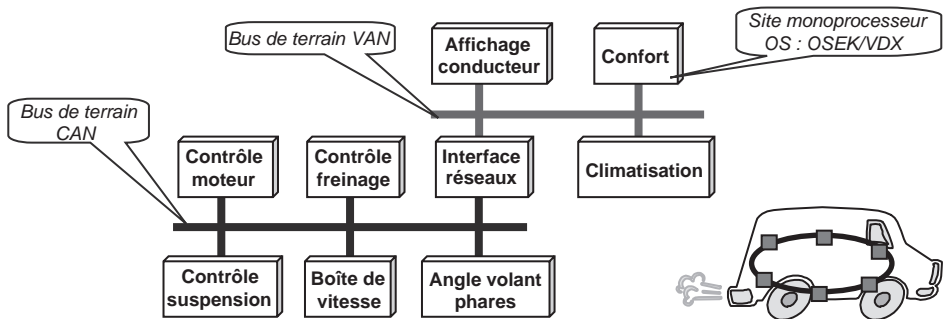 Bus de terrain VAN
Affichage
conducteur
Confort
Site monoprocesseur
OS : OSEK/VDX
Bus de terrain
CAN
Contrôle
moteur
Contrôle
freinage
Interface
réseaux
Climatisation
Contrôle
suspension
Boîte de
vitesse
Angle volant
phares